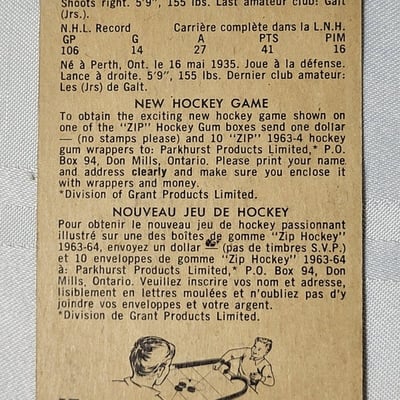 Shoots right. 5'9", 155 lbs. Last amateur club: Galt
(Jrs.).
N.H.L. Record Carrière complète dans la L.N.H.
GP G A PTS PIM
106 14 27 41 16
Né à Perth, Ont. le 16 mai 1935. Joue à la défense.
Lance à droite. 5'9", 155 lbs. Dernier club amateur:
Les (Jrs) de Galt.
NEW HOCKEY GAME
To obtain the exciting new hockey game shown on
one of the "ZIP" Hockey Gum boxes send one dollar
— (no stamps please) and 10 "ZIP" 1963-4 hockey
gum wrappers to: Parkhurst Products Limited,* P.O.
Box 94, Don Mills, Ontario. Please print your name
and address clearly and make sure you enclose it
with wrappers and money.
*Division of Grant Products Limited.
NOUVEAU JEU DE HOCKEY
Pour obtenir le nouveau jeu de hockey passionnant
illustré sur une des boîtes de gomme "Zip Hockey"
1963-64, envoyez un dollar — (pas de timbres S.V.P.)
et 10 enveloppes de gomme "Zip Hockey" 1963-64
à: Parkhurst Products Limited,* P.O. Box 94, Don
Mills, Ontario. Veuillez inscrire vos nom et adresse,
lisiblement en lettres moulées et n'oubliez pas d'y
joindre vos enveloppes et votre argent.
*Division de Grant Products Limited.